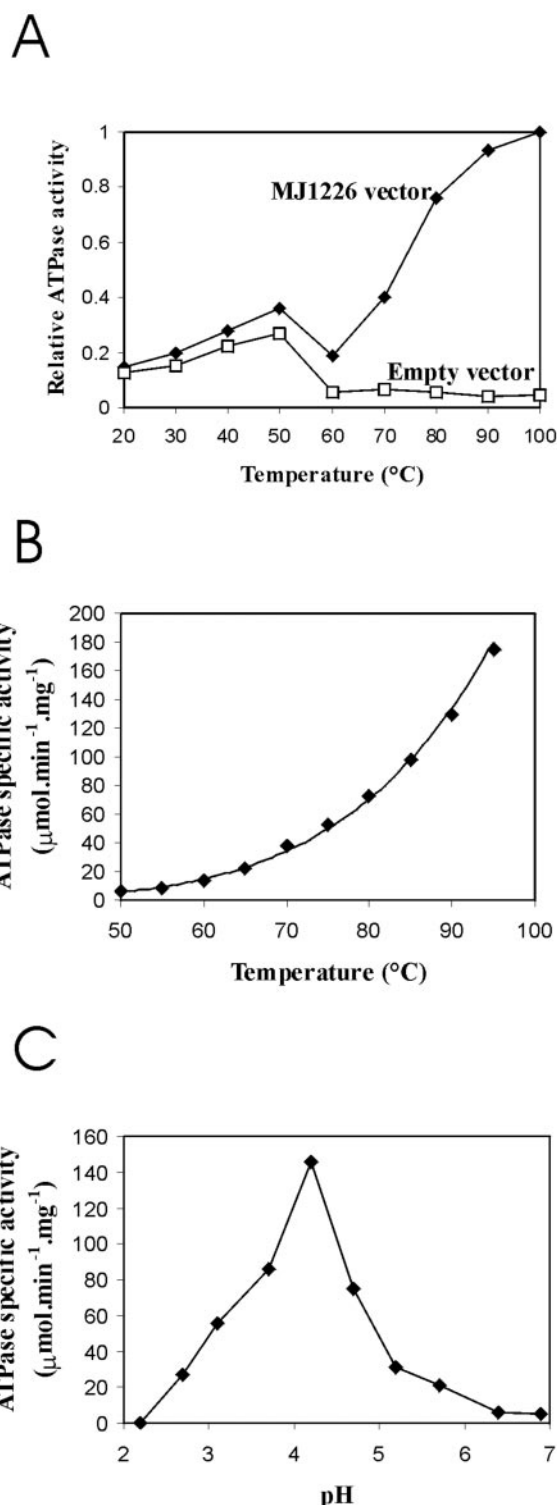 A
1
0.8
0.6
0.4
0.2
0
Relative ATPase activity
MJ1226 vector
Empty vector
20 30 40 50 60 70 80 90 100
Temperature (°C)
B
200
180
160
140
120
100
80
60
40
20
0
ATPase specific activity
(μmol.min⁻¹.mg⁻¹)
50 60 70 80 90 100
Temperature (°C)
C
160
140
120
100
80
60
40
20
0
ATPase specific activity
(μmol.min⁻¹.mg⁻¹)
2 3 4 5 6 7
pH